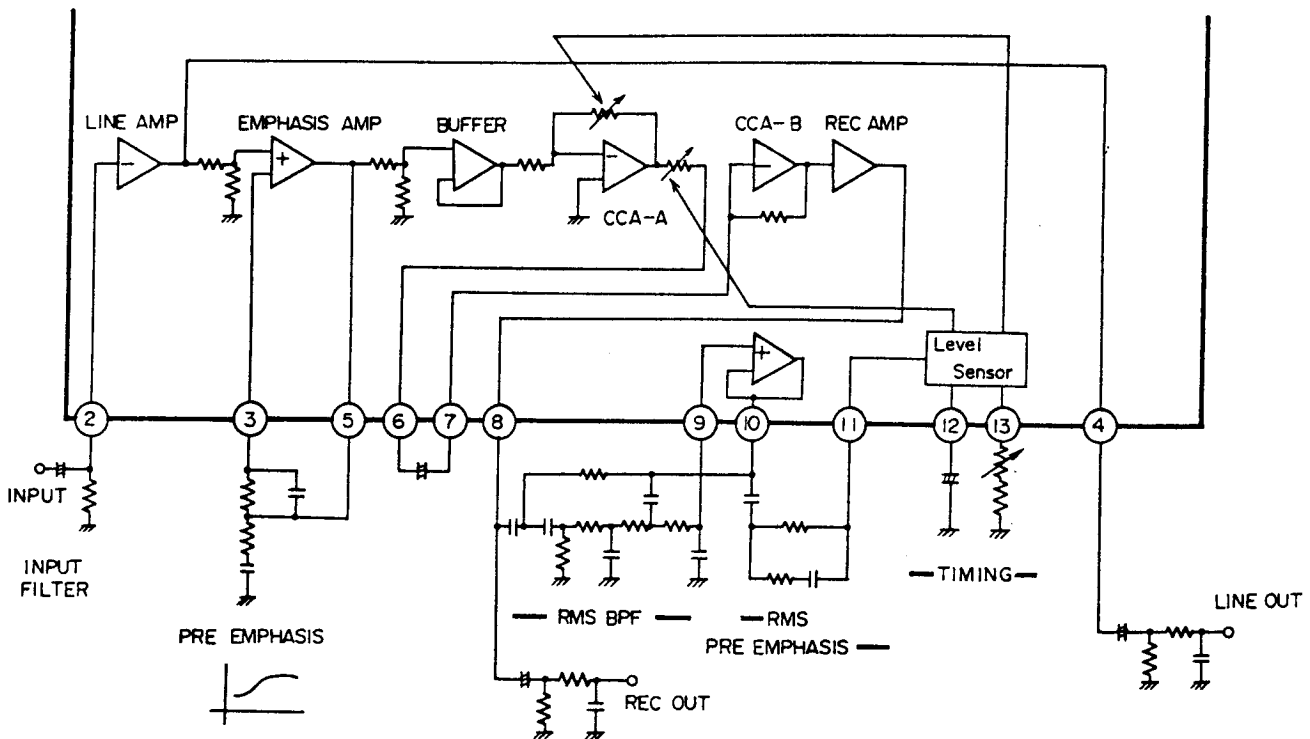 LINE AMP
EMPHASIS AMP
BUFFER
CCA-A
CCA-B
REC AMP
-
+
-
-
+
Level
Sensor
2
3
5
6
7
8
9
10
11
12
13
4
INPUT
INPUT
FILTER
PRE EMPHASIS
RMS BPF
RMS
PRE EMPHASIS
TIMING
REC OUT
LINE OUT